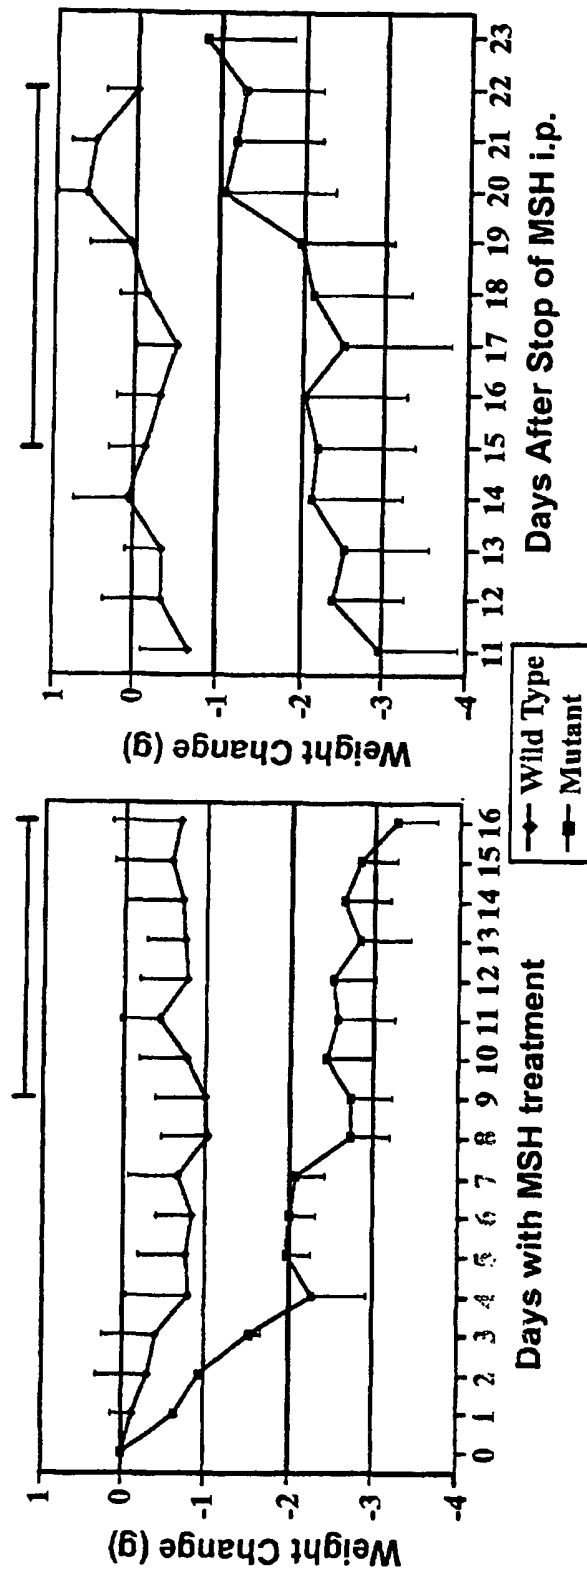 Weight Change (g)
1
0
-1
-2
-3
-4
0 1 2 3 4 5 6 7 8 9 10 11 12 13 14 15 16
Days with MSH treatment
Weight Change (g)
1
0
-1
-2
-3
-4
11 12 13 14 15 16 17 18 19 20 21 22 23
Days After Stop of MSH i.p.
Wild Type
Mutant